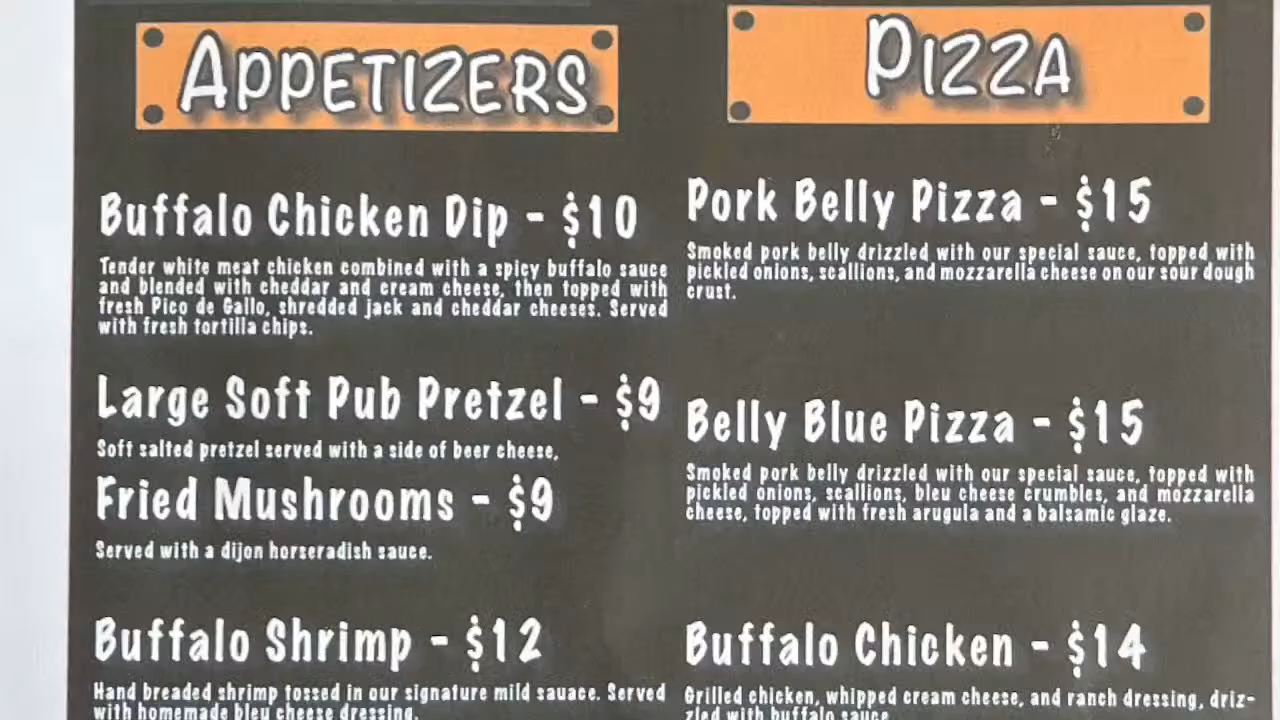 APPETIZERS
Buffalo Chicken Dip - $10
Tender white meat chicken combined with a spicy buffalo sauce
and blended with cheddar and cream cheese, then topped with
fresh Pico de Gallo, shredded jack and cheddar cheeses. Served
with fresh tortilla chips.
Large Soft Pub Pretzel - $9
Soft salted pretzel served with a side of beer cheese,
Fried Mushrooms - $9
Served with a dijon horseradish sauce.
Buffalo Shrimp - $12
Hand breaded shrimp tossed in our signature mild sauace. Served
with homemade bleu cheese dressing.
PIZZA
Pork Belly Pizza - $15
Smoked pork belly drizzled with our special sauce, topped with
pickled onions, scallions, and mozzarella cheese on our sour dough
crust.
Belly Blue Pizza - $15
Smoked pork belly drizzled with our special sauce, topped with
pickled onions, scallions, bleu cheese crumbles, and mozzarella
cheese, topped with fresh arugula and a balsamic glaze.
Buffalo Chicken - $14
Grilled chicken, whipped cream cheese, and ranch dressing, driz-
zled with buffalo sauce